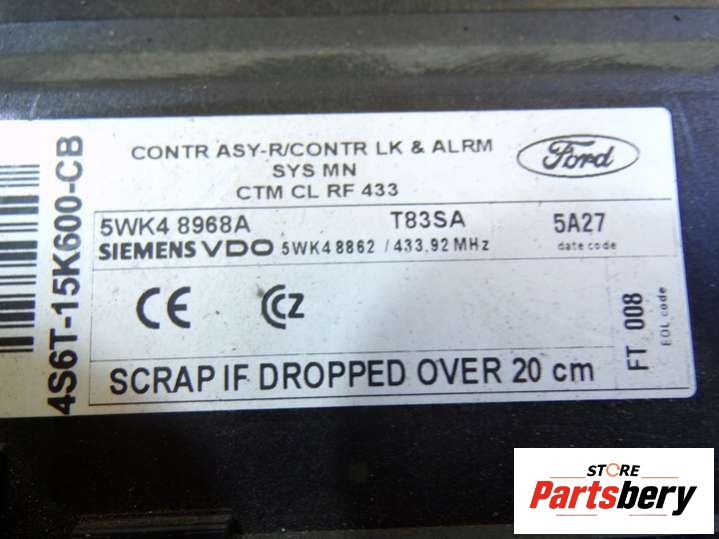 CONTR ASY-R/CONTR LK & ALRM
SYS MN
CTM CL RF 433
Ford
5WK4 8968A T83SA 5A27
SIEMENS VDO 5WK4 8862 / 433.92 MHz date code
CE CZ
FT 008
EOL code
SCRAP IF DROPPED OVER 20 cm
4S6T-15K600-CB
STORE
Partsbery